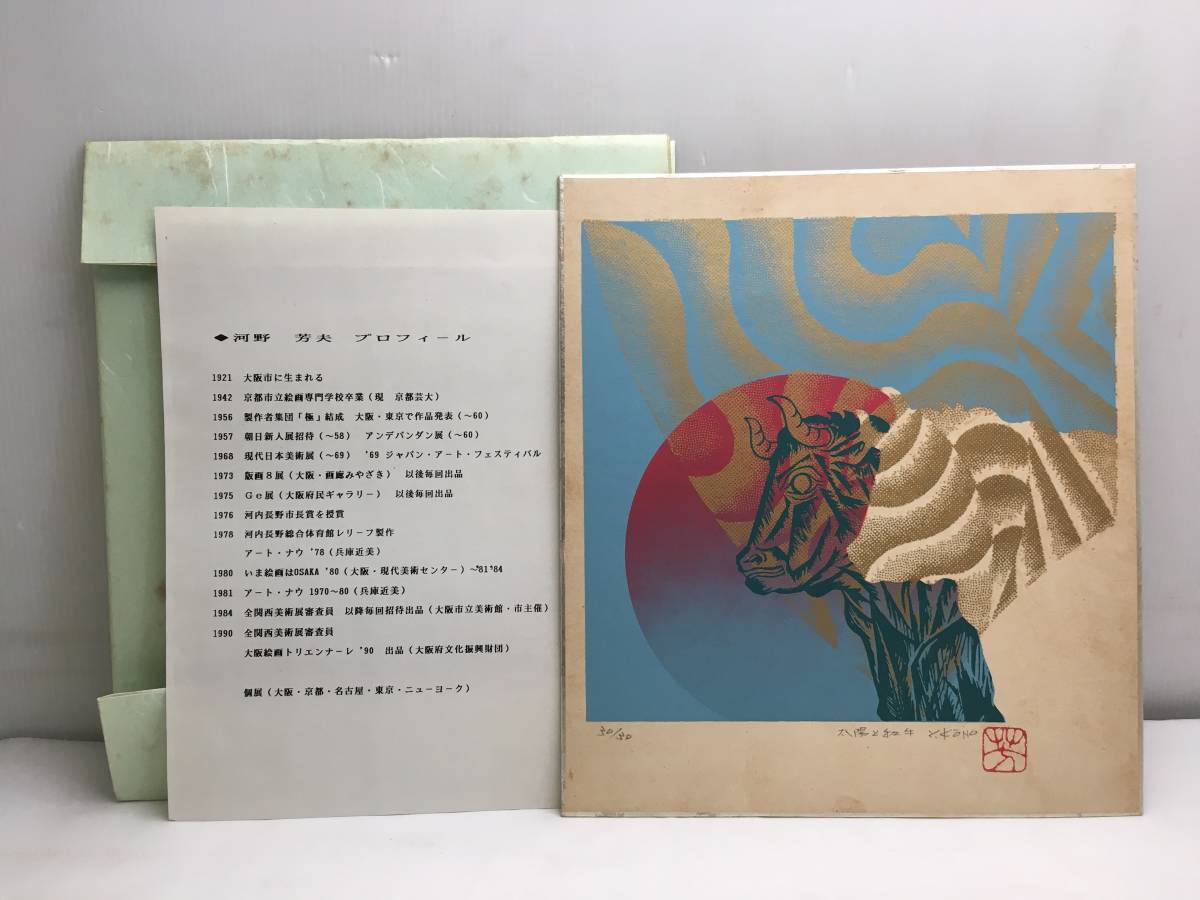 ◆河野　芳夫　プロフィール
1921　大阪市に生まれる
1942　京都市立絵画専門学校卒業（現　京都芸大）
1956　製作者集団「極」結成　大阪・東京で作品発表（～60）
1957　朝日新人展招待（～58）　アンデパンダン展（～60）
1968　現代日本美術展（～69）　'69 ジャパン・アート・フェスティバル
1973　版画８展（大阪・画廊みやざき）　以後毎回出品
1975　Ｇｅ展（大阪府民ギャラリー）　以後毎回出品
1976　河内長野市長賞を授賞
1978　河内長野総合体育館レリーフ製作
アート・ナウ '78（兵庫近美）
1980　いま絵画はOSAKA '80（大阪・現代美術センター）～'81'84
1981　アート・ナウ 1970～80（兵庫近美）
1984　全関西美術展審査員　以降毎回招待出品（大阪市立美術館・市主催）
1990　全関西美術展審査員
大阪絵画トリエンナーレ '90　出品（大阪府文化振興財団）
個展（大阪・京都・名古屋・東京・ニューヨーク）
30/30　太陽と紅牛　Y.Kōno
芳